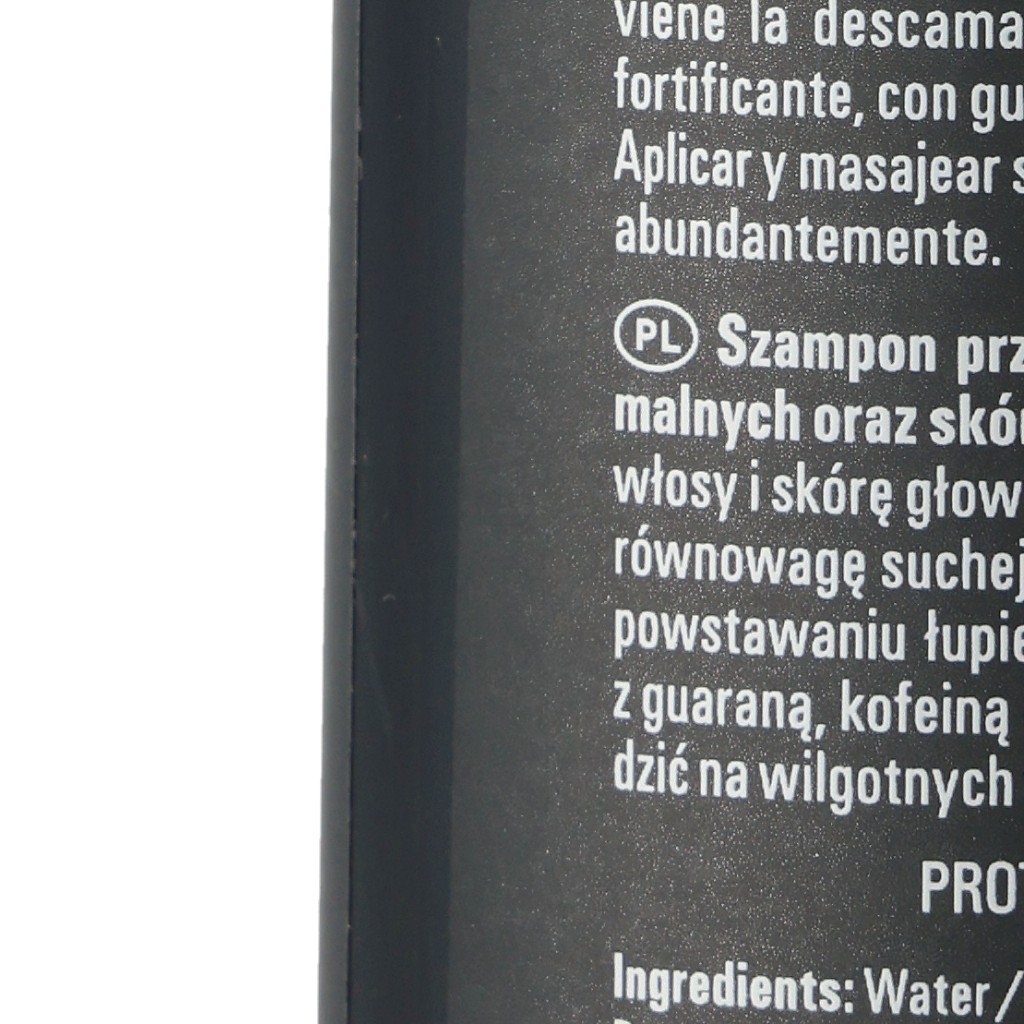 viene la descama
fortificante, con gu
Aplicar y masajear s
abundantemente.
PL Szampon prz
malnych oraz skó
włosy i skórę głow
równowagę suchej
powstawaniu łupie
z guaraną, kofeiną
dzić na wilgotnych
PRO
Ingredients: Water /